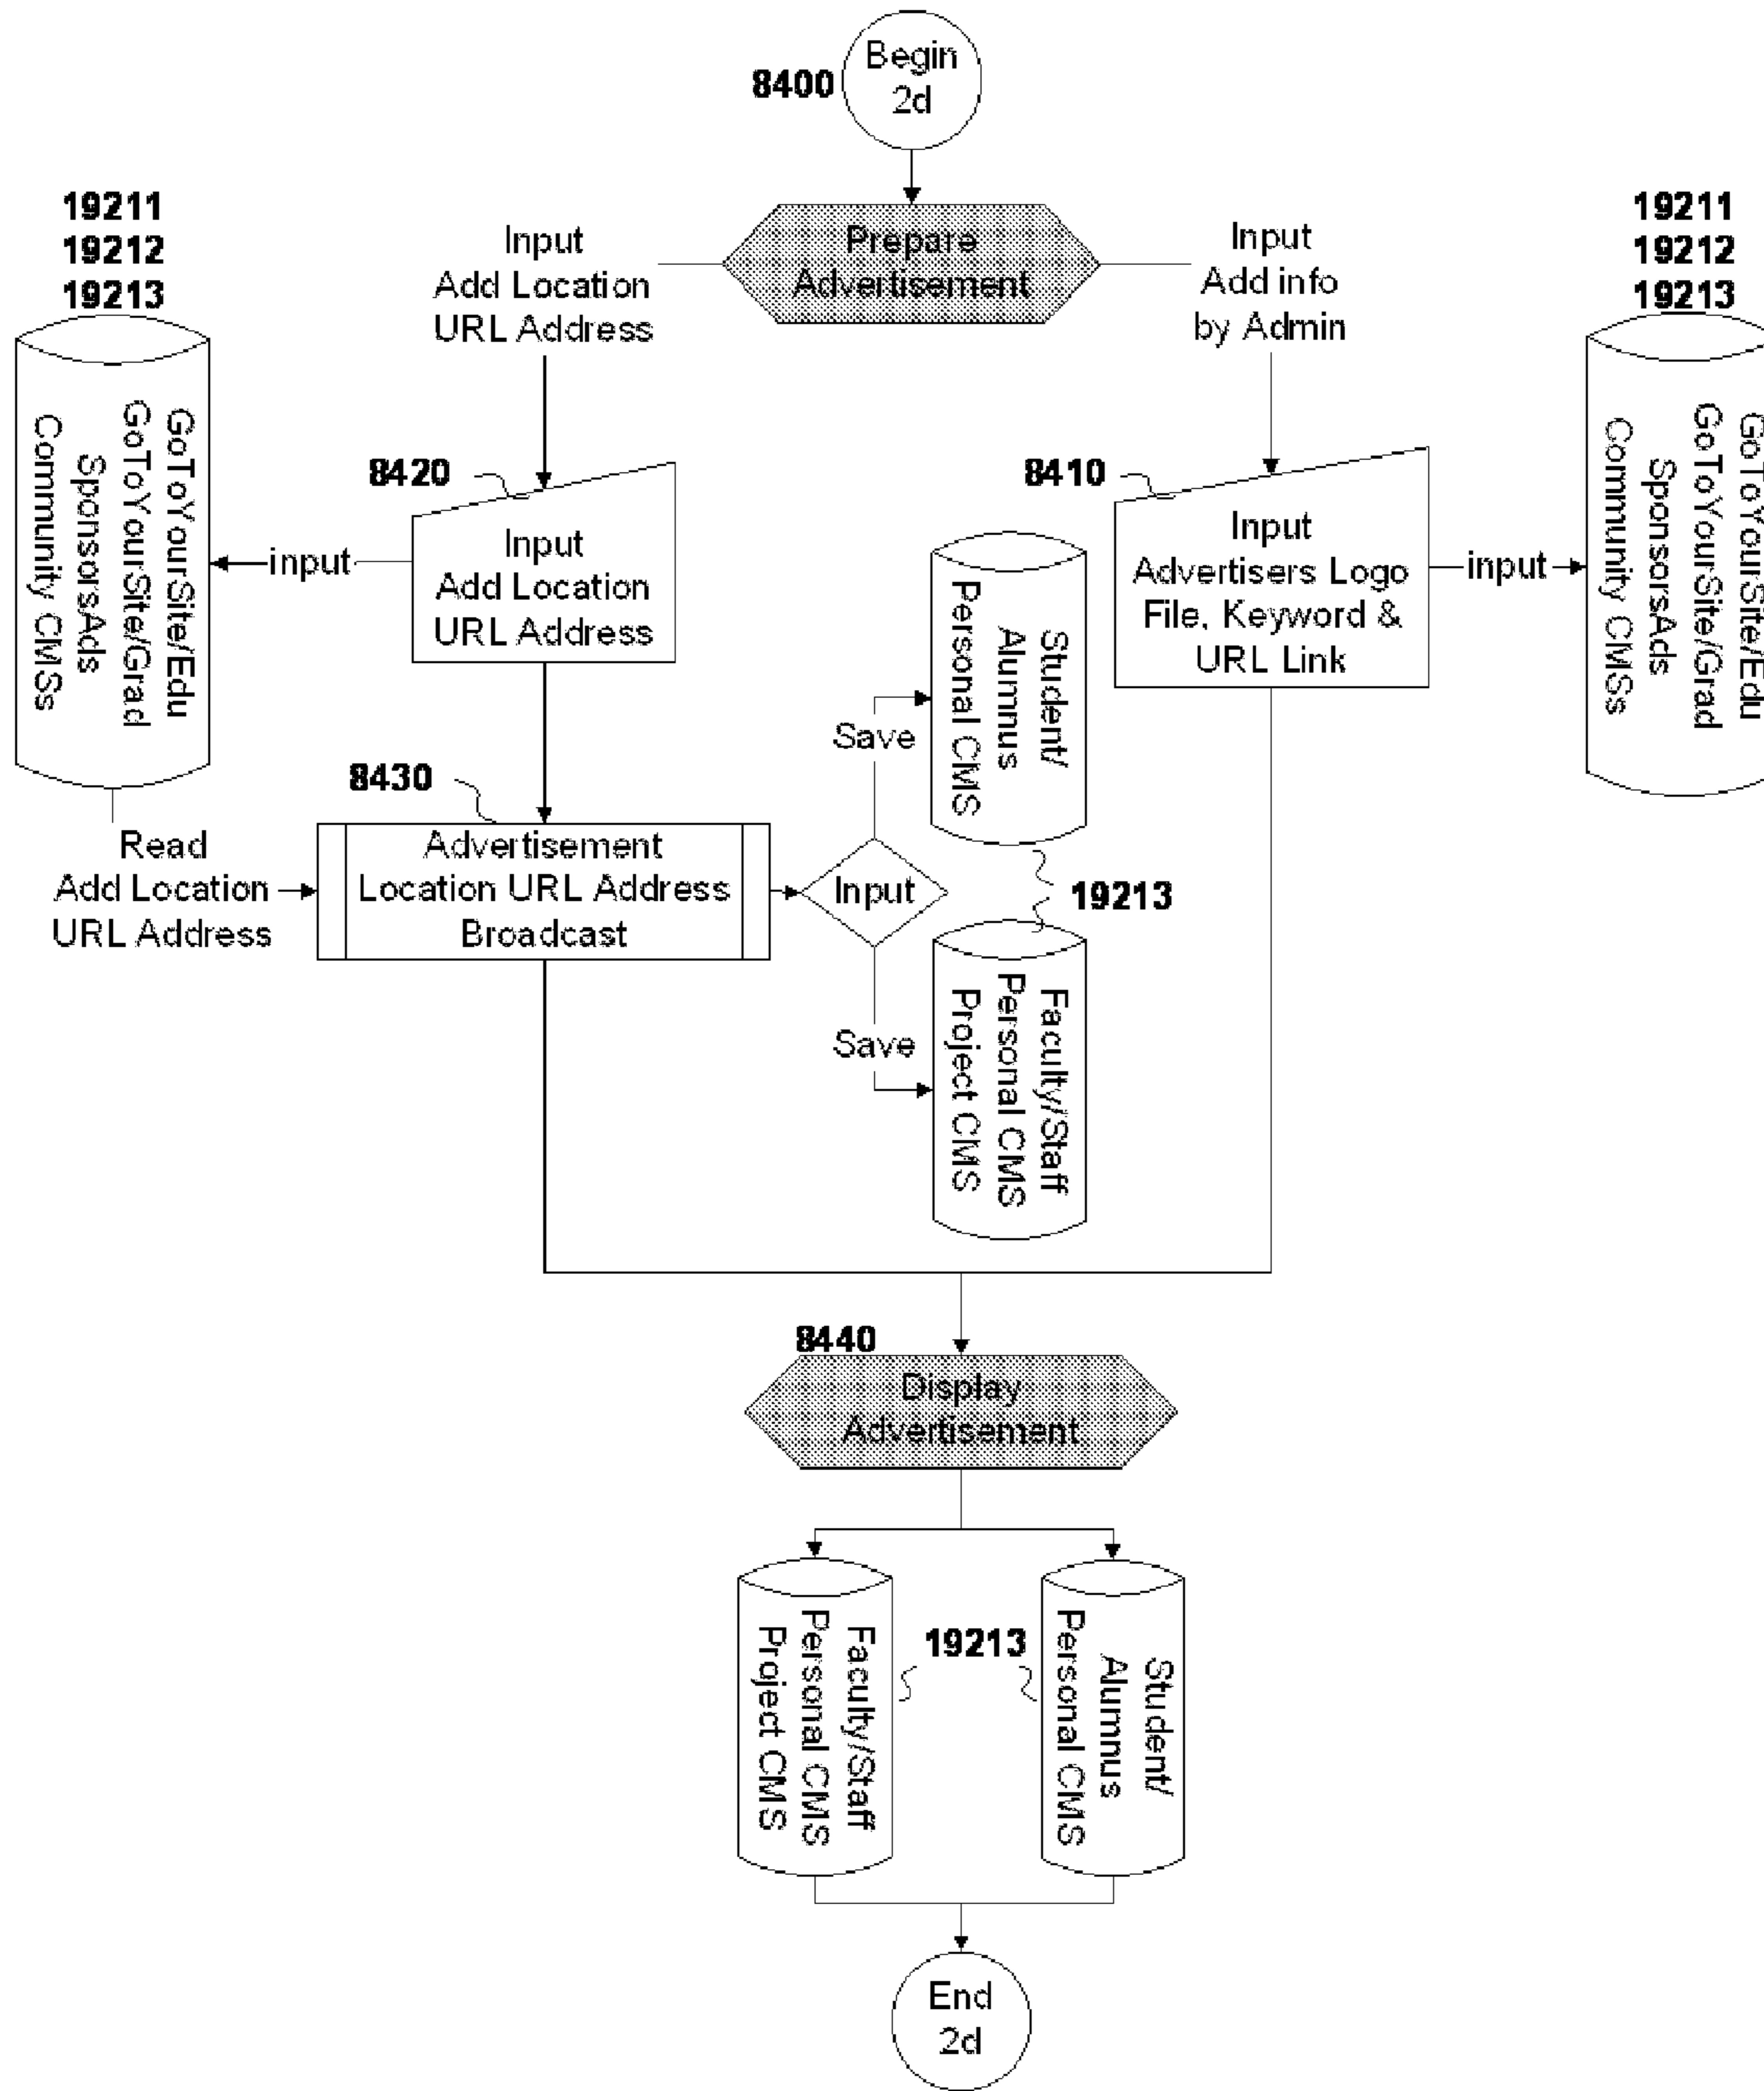 Begin
2d
8400
Prepare
Advertisement
19211
19212
19213
Input
Add Location
URL Address
Input
Add info
by Admin
19211
19212
19213
GoToYourSite/Edu
GoToYourSite/Grad
SponsorsAds
Community CMSs
8420
Input
Add Location
URL Address
input
8410
Input
Advertisers Logo
File, Keyword &
URL Link
input
GoToYourSite/Edu
GoToYourSite/Grad
SponsorsAds
Community CMSs
Student/
Alumnus
Personal CMS
Save
8430
Read
Add Location
URL Address
Advertisement
Location URL Address
Broadcast
Input
19213
Save
Faculty/Staff
Personal CMS
Project CMS
8440
Display
Advertisement
Faculty/Staff
Personal CMS
Project CMS
19213
Student/
Alumnus
Personal CMS
End
2d